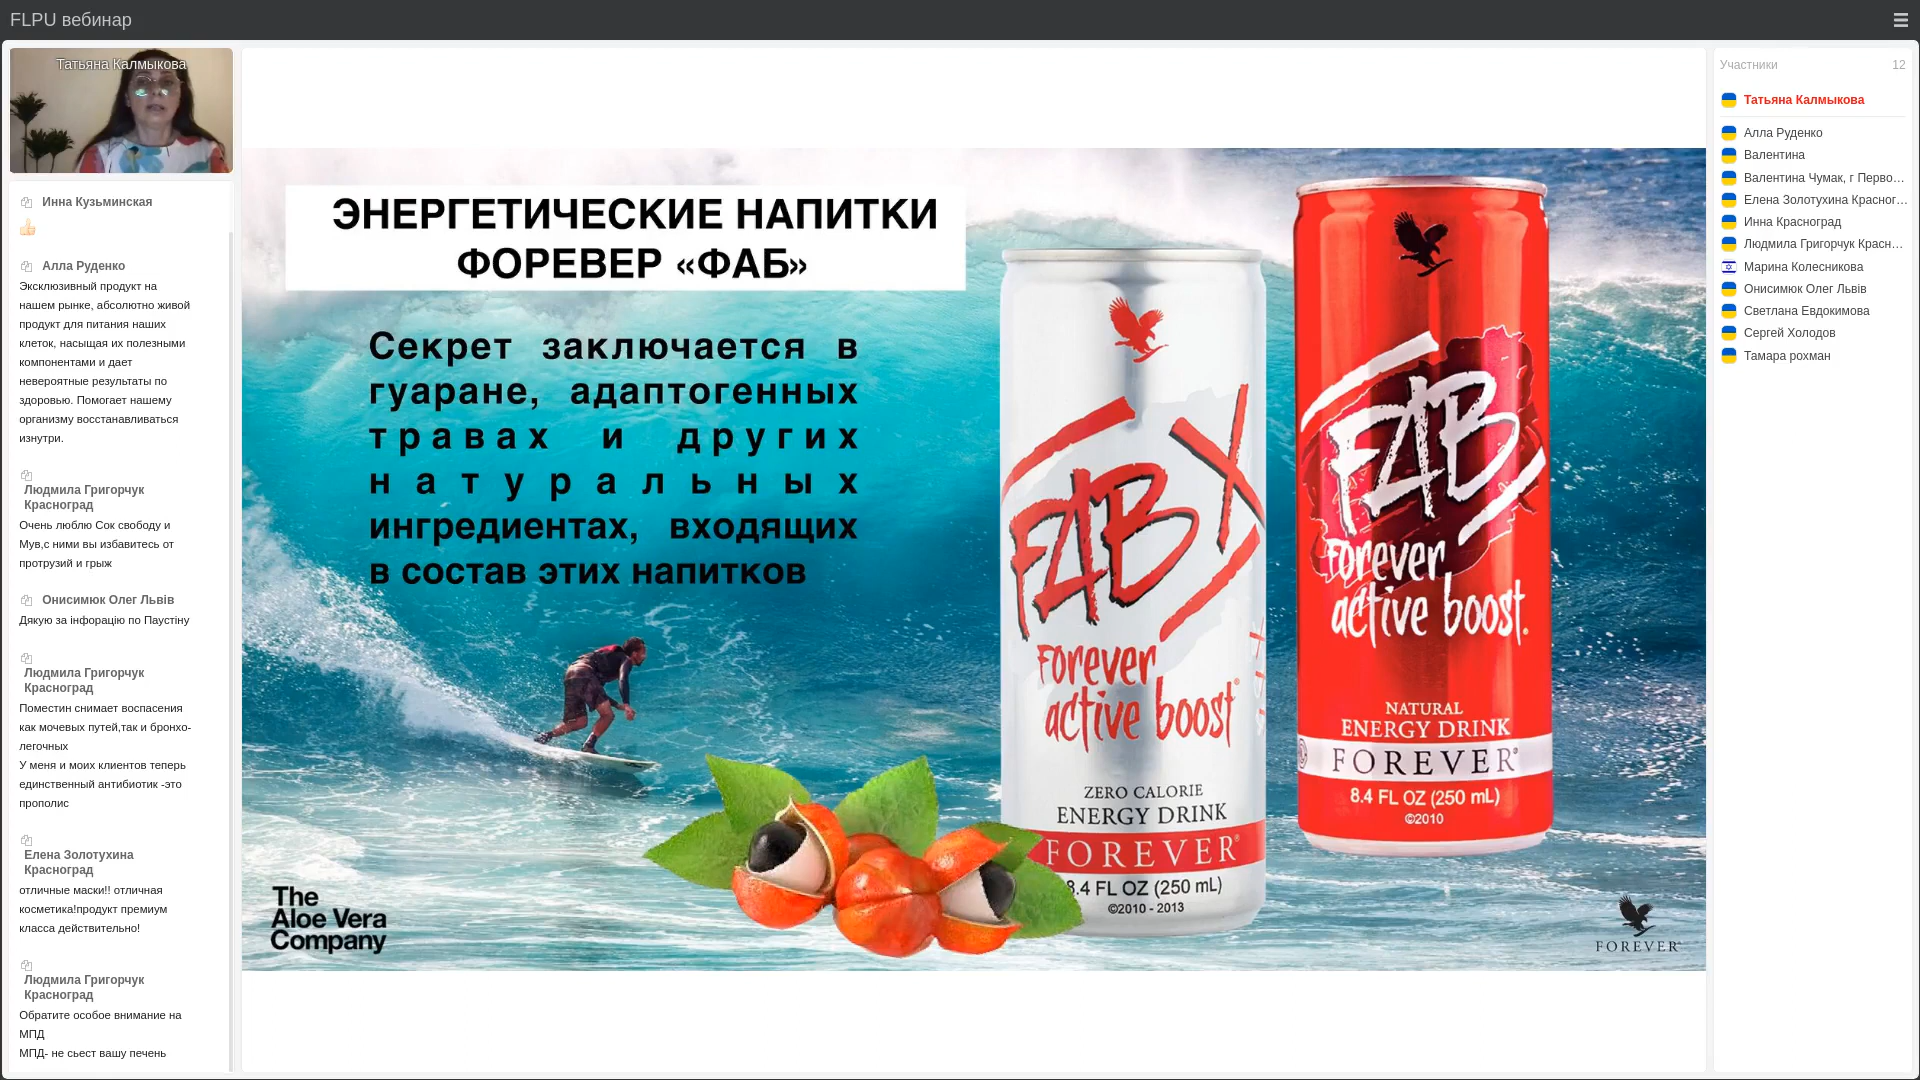 FLPU вебинар
Татьяна Калмыкова
Инна Кузьминская
Алла Руденко
Эксклюзивный продукт на
нашем рынке, абсолютно живой
продукт для питания наших
клеток, насыщая их полезными
компонентами и дает
невероятные результаты по
здоровью. Помогает нашему
организму восстанавливаться
изнутри.
Людмила Григорчук
Красноград
Очень люблю Сок свободу и
Мув,с ними вы избавитесь от
протрузий и грыж
Онисимюк Олег Львів
Дякую за інфорацію по Паустіну
Людмила Григорчук
Красноград
Поместин снимает воспасения
как мочевых путей,так и бронхо-
легочных
У меня и моих клиентов теперь
единственный антибиотик -это
прополис
Елена Золотухина
Красноград
отличные маски!! отличная
косметика!продукт премиум
класса действительно!
Людмила Григорчук
Красноград
Обратите особое внимание на
МПД
МПД- не сьест вашу печень
ЭНЕРГЕТИЧЕСКИЕ НАПИТКИ
ФОРЕВЕР «ФАБ»
Секрет заключается в
гуаране, адаптогенных
травах и других
натуральных
ингредиентах, входящих
в состав этих напитков
FAB X
Forever
active boost®
ZERO CALORIE
ENERGY DRINK
FOREVER®
8.4 FL OZ (250 mL)
©2010 - 2013
FAB
Forever
active boost®
NATURAL
ENERGY DRINK
FOREVER®
8.4 FL OZ (250 mL)
©2010
The
Aloe Vera
Company
FOREVER
Участники 12
Татьяна Калмыкова
Алла Руденко
Валентина
Валентина Чумак, г Перво…
Елена Золотухина Красног…
Инна Красноград
Людмила Григорчук Красн…
Марина Колесникова
Онисимюк Олег Львів
Светлана Евдокимова
Сергей Холодов
Тамара рохман